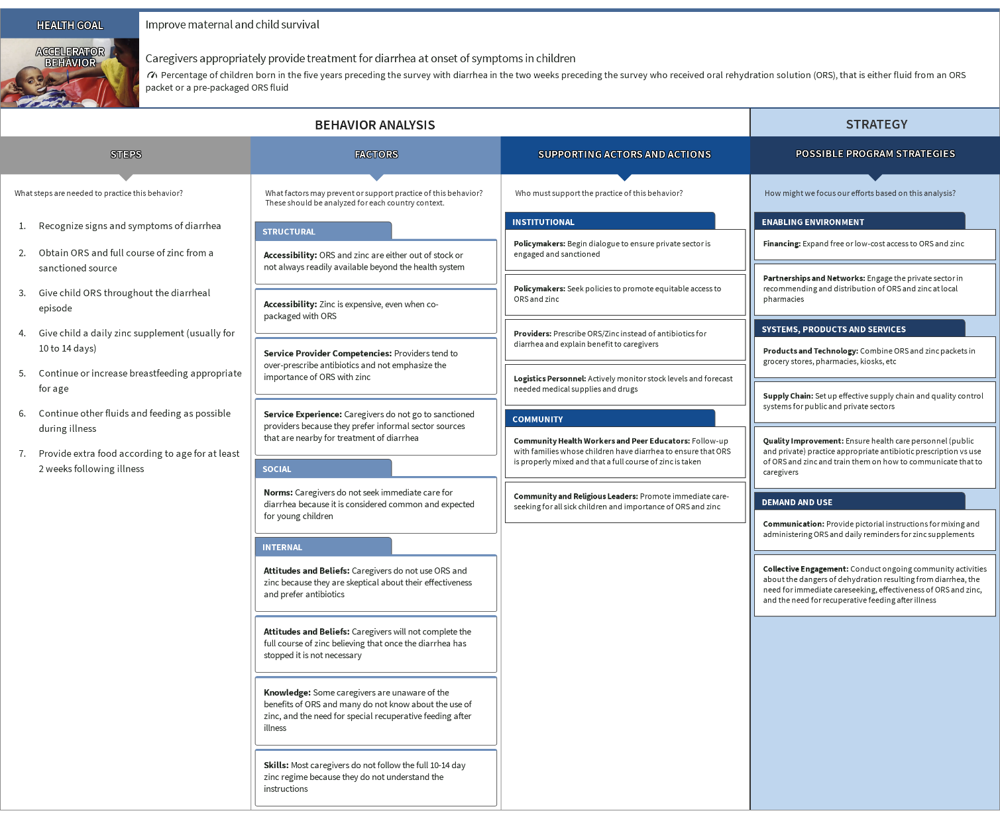 HEALTH GOAL
Improve maternal and child survival
ACCELERATOR
BEHAVIOR
Caregivers appropriately provide treatment for diarrhea at onset of symptoms in children
Percentage of children born in the five years preceding the survey with diarrhea in the two weeks preceding the survey who received oral rehydration solution (ORS), that is either fluid from an ORS
packet or a pre-packaged ORS fluid
BEHAVIOR ANALYSIS
STRATEGY
STEPS
What steps are needed to practice this behavior?
1. Recognize signs and symptoms of diarrhea
2. Obtain ORS and full course of zinc from a
sanctioned source
3. Give child ORS throughout the diarrheal
episode
4. Give child a daily zinc supplement (usually for
10 to 14 days)
5. Continue or increase breastfeeding appropriate
for age
6. Continue other fluids and feeding as possible
during illness
7. Provide extra food according to age for at least
2 weeks following illness
FACTORS
What factors may prevent or support practice of this behavior?
These should be analyzed for each country context.
STRUCTURAL
Accessibility: ORS and zinc are either out of stock or
not always readily available beyond the health system
Accessibility: Zinc is expensive, even when co-
packaged with ORS
Service Provider Competencies: Providers tend to
over-prescribe antibiotics and not emphasize the
importance of ORS with zinc
Service Experience: Caregivers do not go to sanctioned
providers because they prefer informal sector sources
that are nearby for treatment of diarrhea
SOCIAL
Norms: Caregivers do not seek immediate care for
diarrhea because it is considered common and expected
for young children
INTERNAL
Attitudes and Beliefs: Caregivers do not use ORS and
zinc because they are skeptical about their effectiveness
and prefer antibiotics
Attitudes and Beliefs: Caregivers will not complete the
full course of zinc believing that once the diarrhea has
stopped it is not necessary
Knowledge: Some caregivers are unaware of the
benefits of ORS and many do not know about the use of
zinc, and the need for special recuperative feeding after
illness
Skills: Most caregivers do not follow the full 10-14 day
zinc regime because they do not understand the
instructions
SUPPORTING ACTORS AND ACTIONS
Who must support the practice of this behavior?
INSTITUTIONAL
Policymakers: Begin dialogue to ensure private sector is
engaged and sanctioned
Policymakers: Seek policies to promote equitable access to
ORS and zinc
Providers: Prescribe ORS/Zinc instead of antibiotics for
diarrhea and explain benefit to caregivers
Logistics Personnel: Actively monitor stock levels and forecast
needed medical supplies and drugs
COMMUNITY
Community Health Workers and Peer Educators: Follow-up
with families whose children have diarrhea to ensure that ORS
is properly mixed and that a full course of zinc is taken
Community and Religious Leaders: Promote immediate care-
seeking for all sick children and importance of ORS and zinc
POSSIBLE PROGRAM STRATEGIES
How might we focus our efforts based on this analysis?
ENABLING ENVIRONMENT
Financing: Expand free or low-cost access to ORS and zinc
Partnerships and Networks: Engage the private sector in
recommending and distribution of ORS and zinc at local
pharmacies
SYSTEMS, PRODUCTS AND SERVICES
Products and Technology: Combine ORS and zinc packets in
grocery stores, pharmacies, kiosks, etc
Supply Chain: Set up effective supply chain and quality control
systems for public and private sectors
Quality Improvement: Ensure health care personnel (public
and private) practice appropriate antibiotic prescription vs use
of ORS and zinc and train them on how to communicate that to
caregivers
DEMAND AND USE
Communication: Provide pictorial instructions for mixing and
administering ORS and daily reminders for zinc supplements
Collective Engagement: Conduct ongoing community activities
about the dangers of dehydration resulting from diarrhea, the
need for immediate careseeking, effectiveness of ORS and zinc,
and the need for recuperative feeding after illness